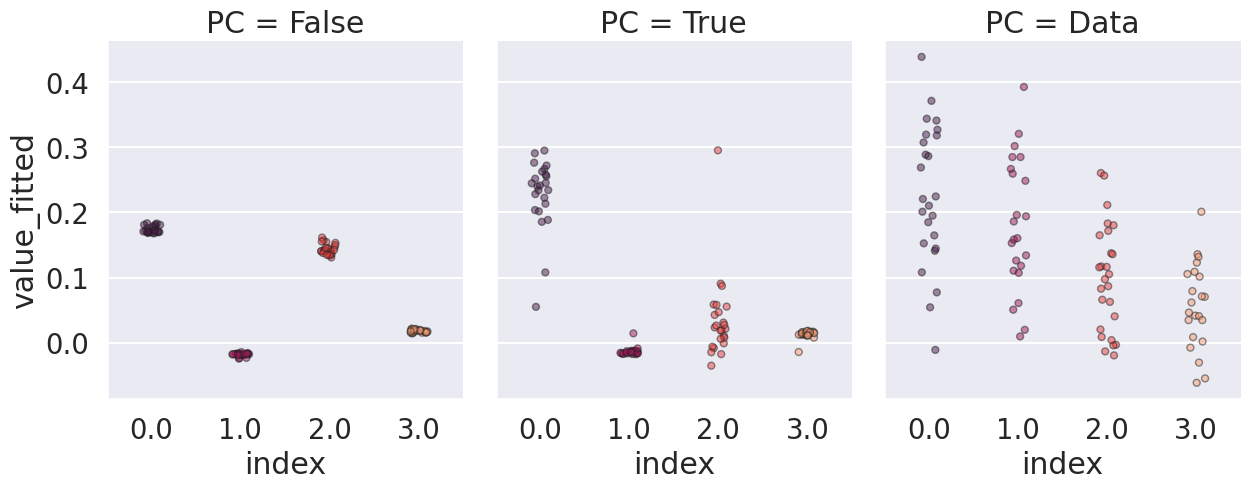 PC = False
PC = True
PC = Data
value_fitted
0.4
0.3
0.2
0.1
0.0
0.0 1.0 2.0 3.0
0.0 1.0 2.0 3.0
0.0 1.0 2.0 3.0
index
index
index